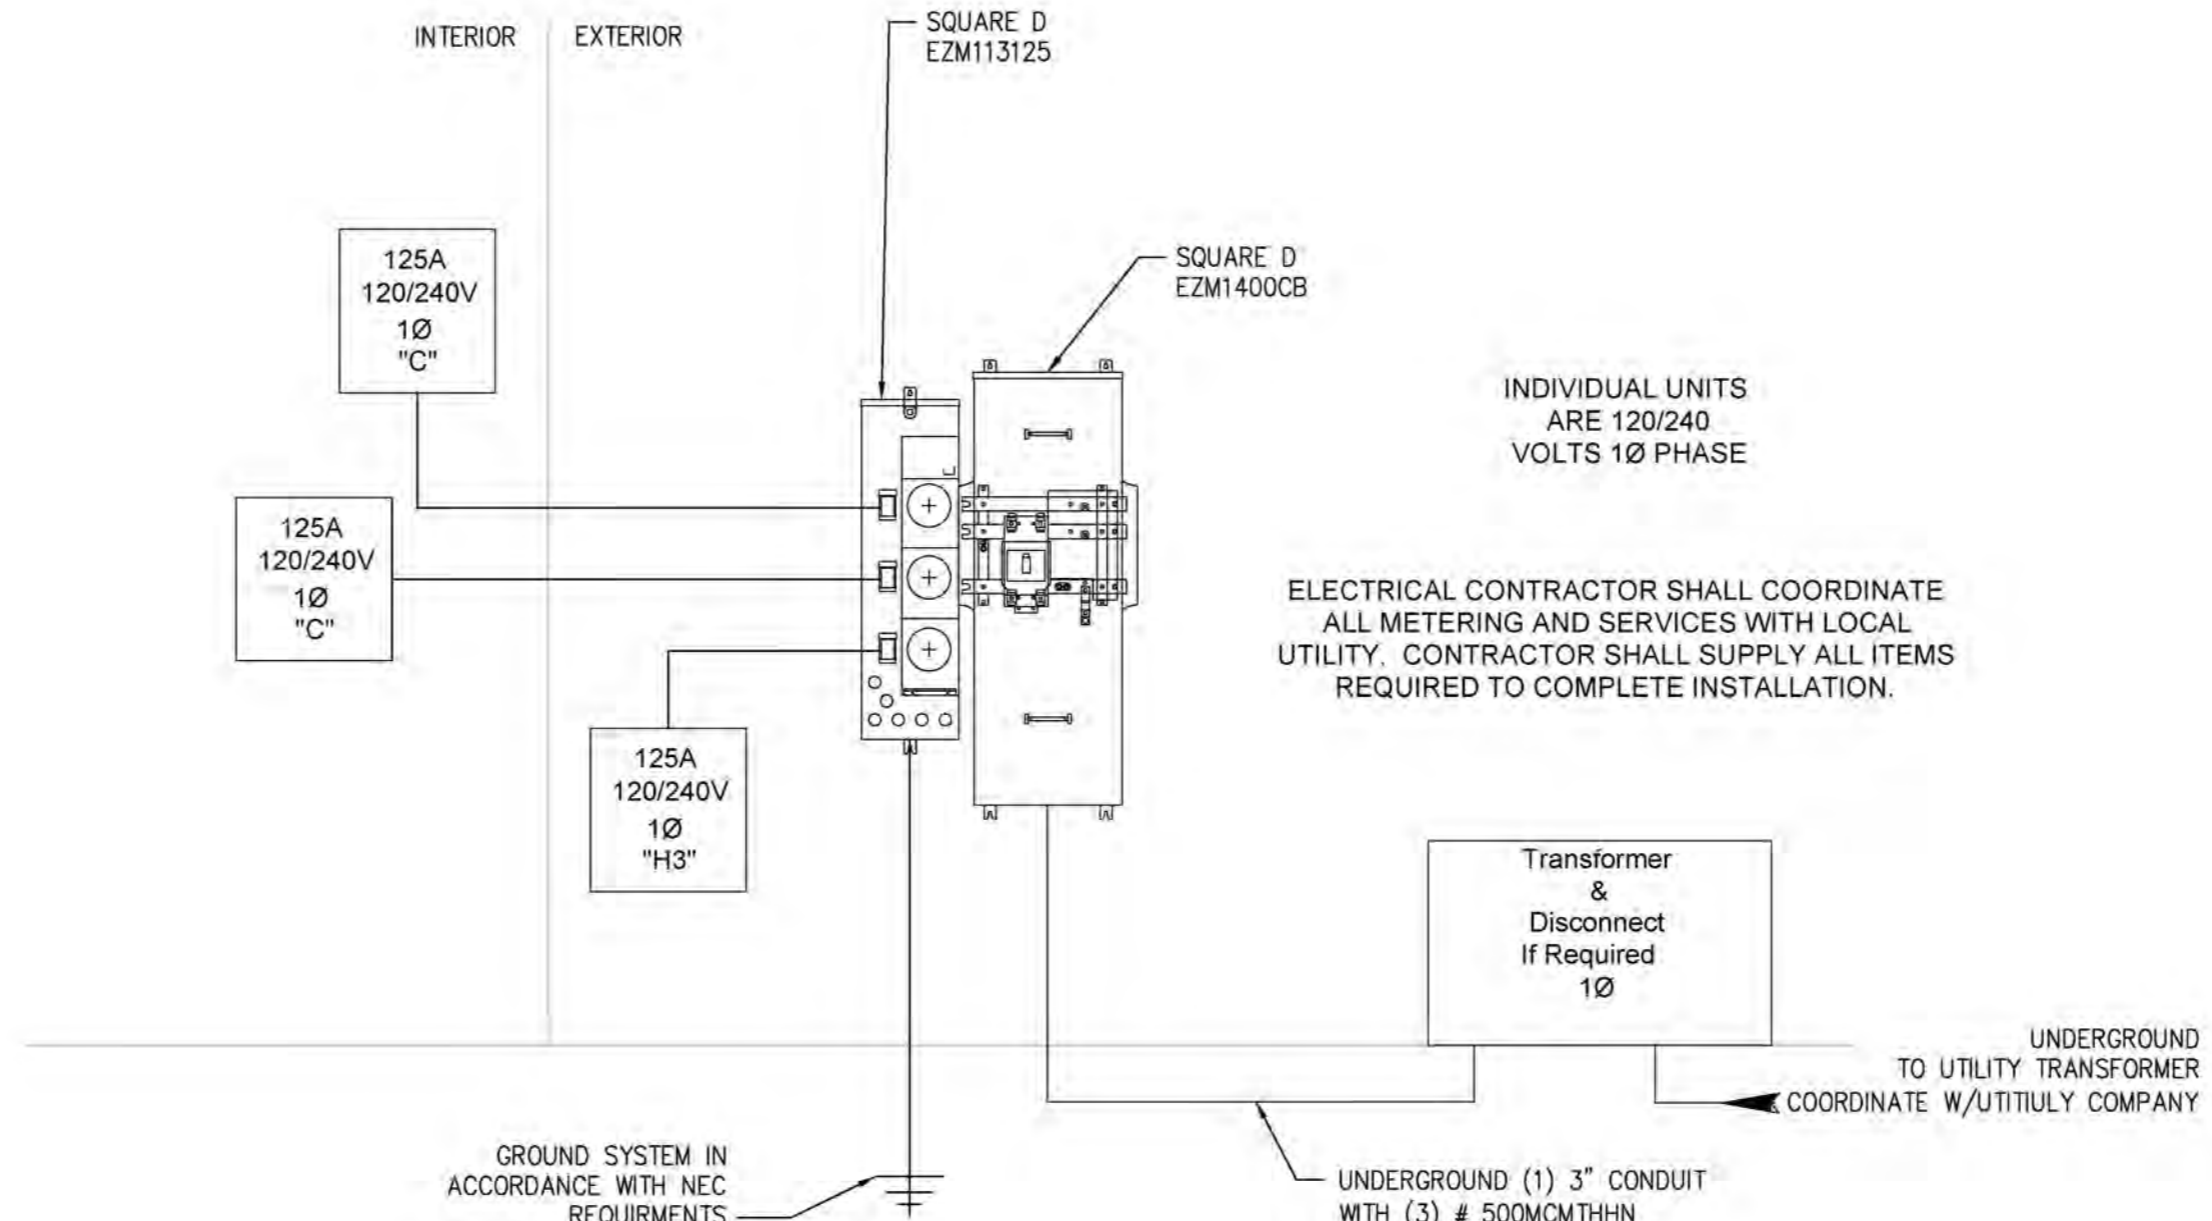 INTERIOR
EXTERIOR
SQUARE D
EZM113125
125A
120/240V
1Ø
"C"
SQUARE D
EZM1400CB
INDIVIDUAL UNITS
ARE 120/240
VOLTS 1Ø PHASE
125A
120/240V
1Ø
"C"
ELECTRICAL CONTRACTOR SHALL COORDINATE
ALL METERING AND SERVICES WITH LOCAL
UTILITY. CONTRACTOR SHALL SUPPLY ALL ITEMS
REQUIRED TO COMPLETE INSTALLATION.
125A
120/240V
1Ø
"H3"
Transformer
&
Disconnect
If Required
1Ø
UNDERGROUND
TO UTILITY TRANSFORMER
COORDINATE W/UTITIULY COMPANY
GROUND SYSTEM IN
ACCORDANCE WITH NEC
REQUIRMENTS
UNDERGROUND (1) 3" CONDUIT
WITH (3) # 500MCMTHHN